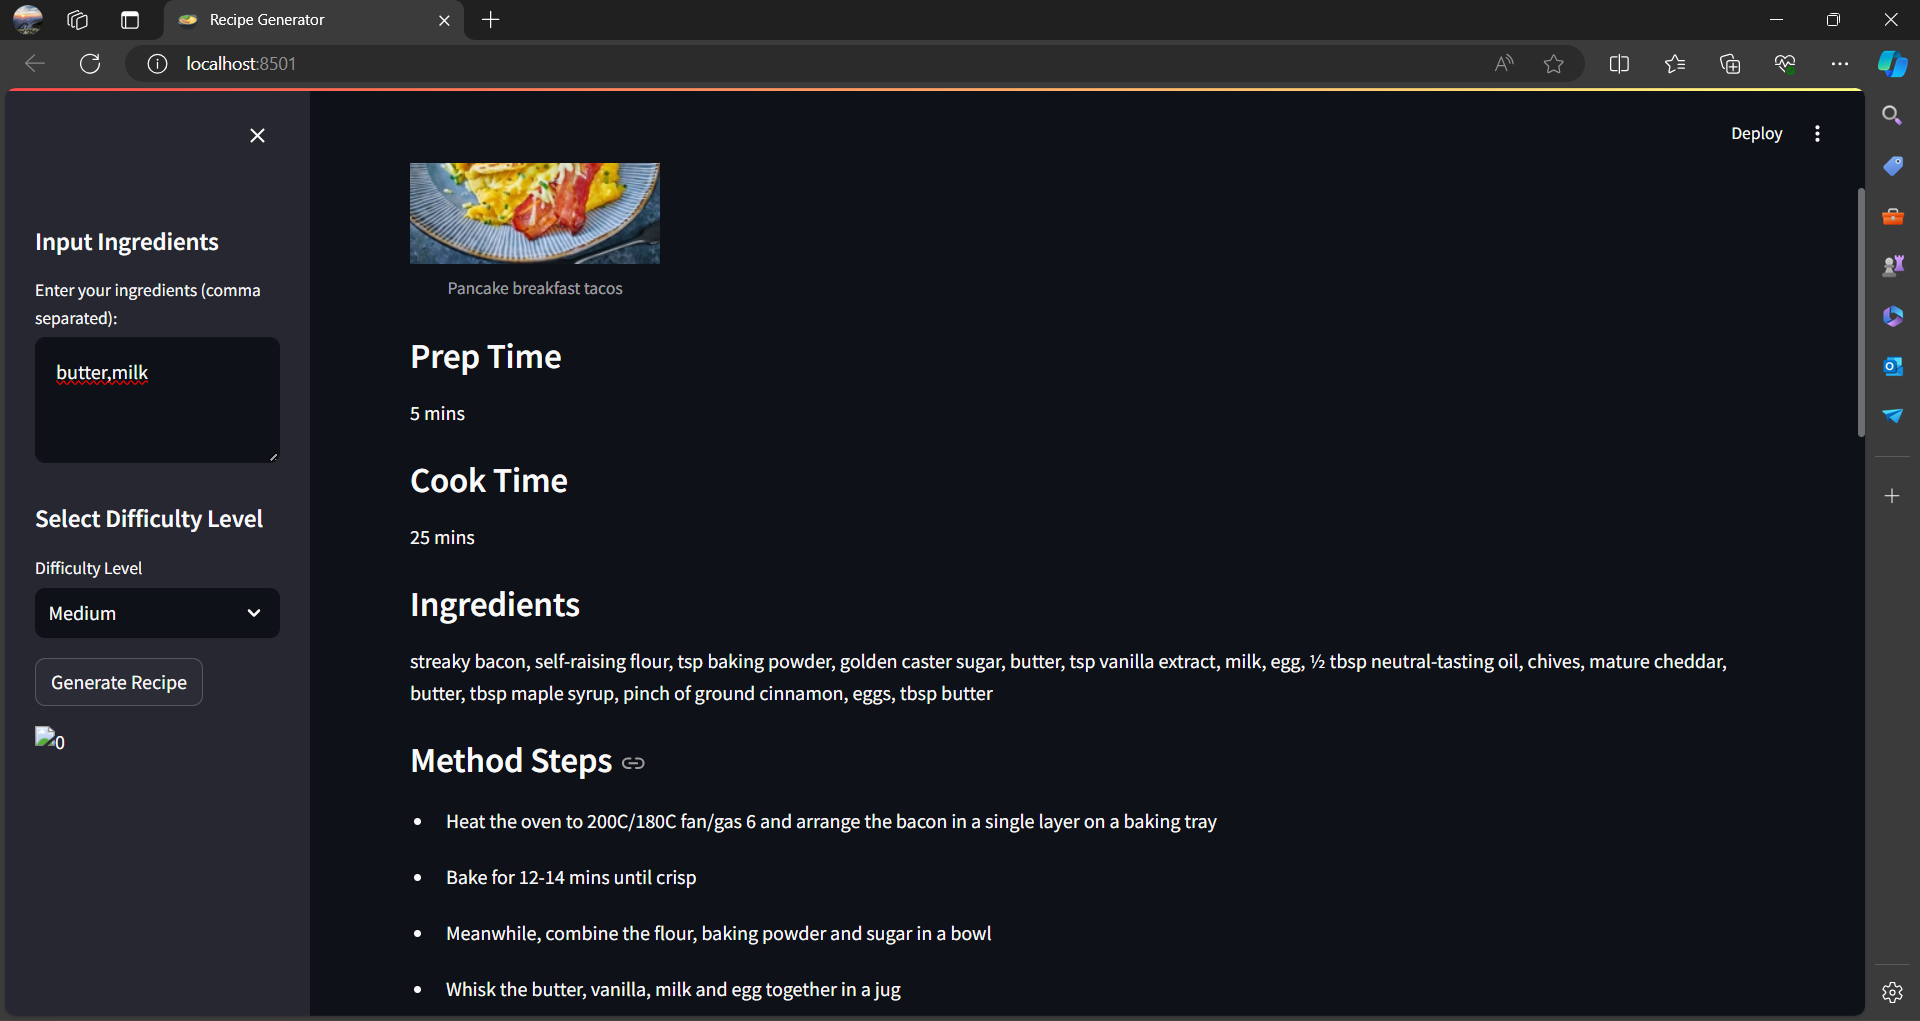 Recipe Generator
localhost:8501
Deploy
Input Ingredients
Enter your ingredients (comma
separated):
butter,milk
Select Difficulty Level
Difficulty Level
Medium
Generate Recipe
0
Pancake breakfast tacos
Prep Time
5 mins
Cook Time
25 mins
Ingredients
streaky bacon, self-raising flour, tsp baking powder, golden caster sugar, butter, tsp vanilla extract, milk, egg, ½ tbsp neutral-tasting oil, chives, mature cheddar,
butter, tbsp maple syrup, pinch of ground cinnamon, eggs, tbsp butter
Method Steps
• Heat the oven to 200C/180C fan/gas 6 and arrange the bacon in a single layer on a baking tray
• Bake for 12-14 mins until crisp
• Meanwhile, combine the flour, baking powder and sugar in a bowl
• Whisk the butter, vanilla, milk and egg together in a jug